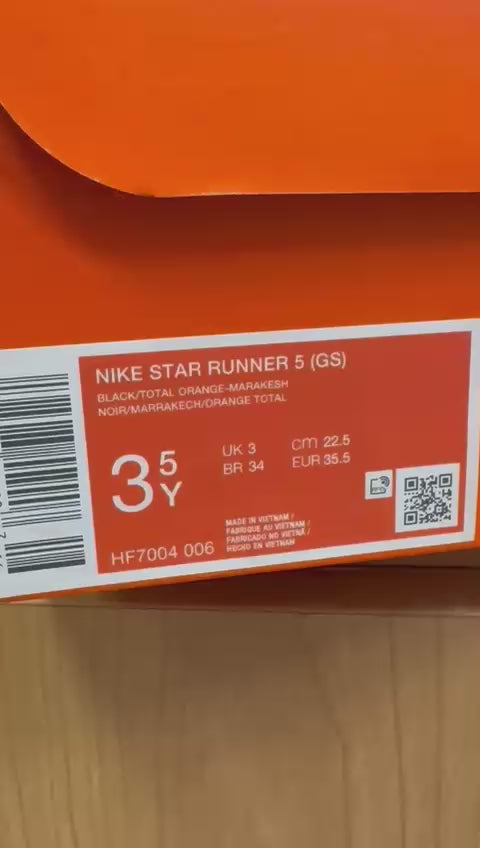 NIKE STAR RUNNER 5 (GS)
BLACK/TOTAL ORANGE-MARAKESH
NOIR/MARRAKECH/ORANGE TOTAL
3 5 Y
UK 3 cm 22.5
BR 34 EUR 35.5
HF7004 006
MADE IN VIETNAM /
FABRIQUE AU VIETNAM /
FABRICADO NO VIETNÃ /
HECHO EN VIETNAM